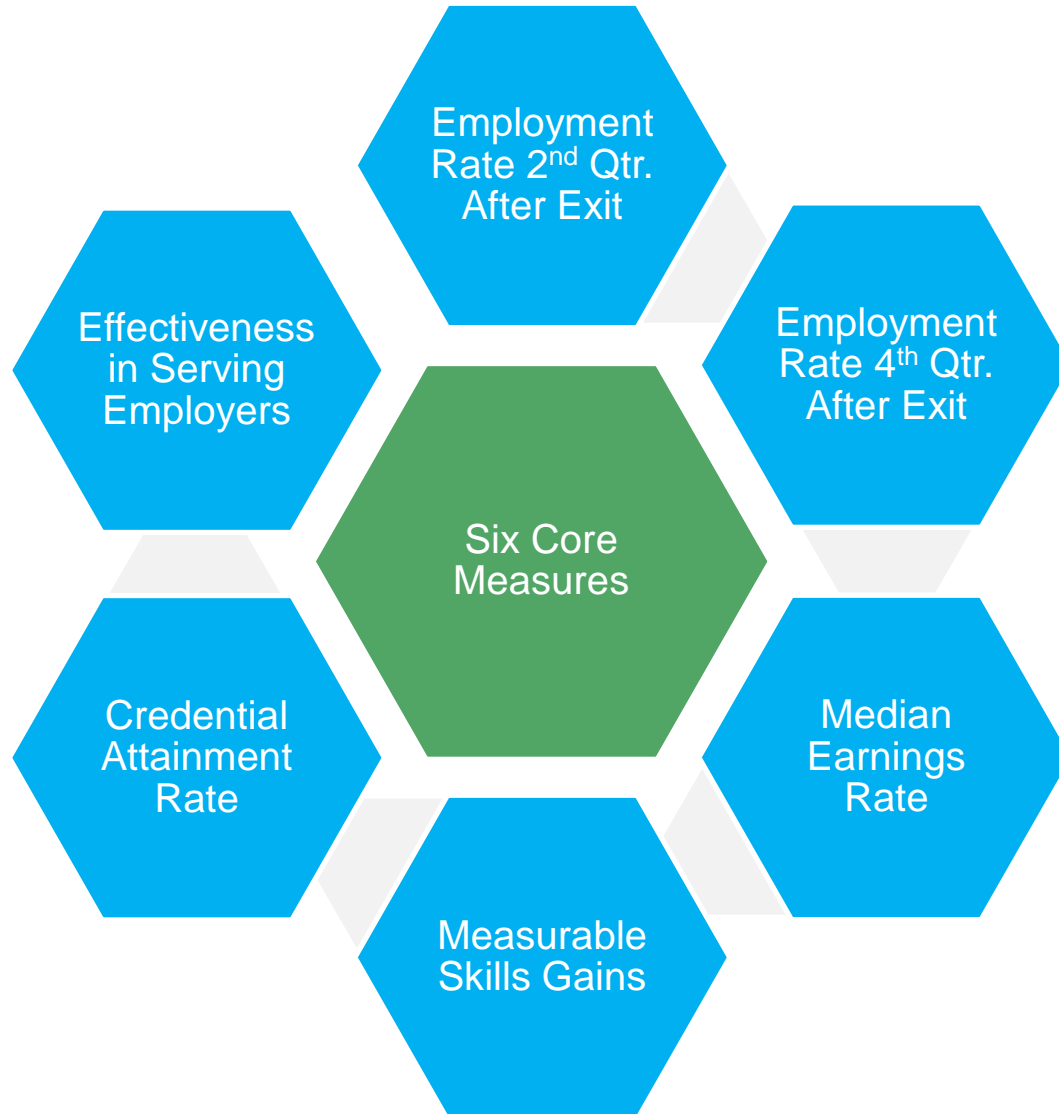 Employment
Rate 2nd Qtr.
After Exit
Employment
Rate 4th Qtr.
After Exit
Median
Earnings
Rate
Measurable
Skills Gains
Credential
Attainment
Rate
Effectiveness
in Serving
Employers
Six Core
Measures